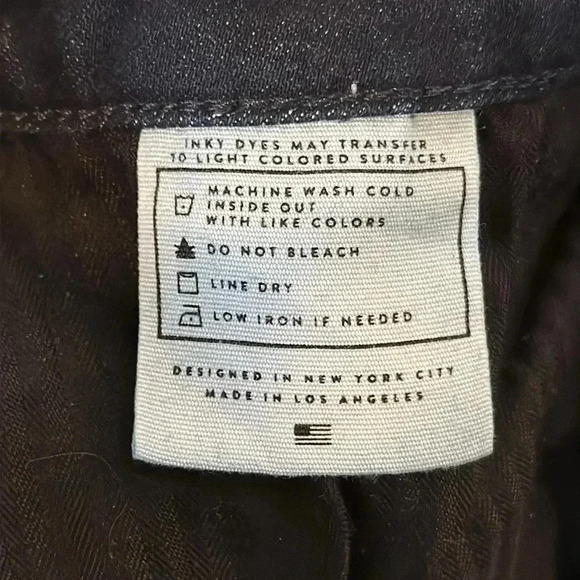 INKY DYES MAY TRANSFER
TO LIGHT COLORED SURFACES
MACHINE WASH COLD
INSIDE OUT
WITH LIKE COLORS
DO NOT BLEACH
LINE DRY
LOW IRON IF NEEDED
DESIGNED IN NEW YORK CITY
MADE IN LOS ANGELES